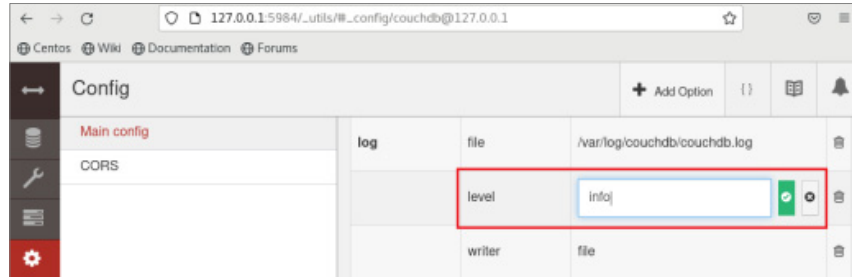 127.0.0.1:5984/_utils/#_config/couchdb@127.0.0.1
Centos Wiki Documentation Forums
Config
Add Option { }
Main config
CORS
log file /var/log/couchdb/couchdb.log
level info
writer file